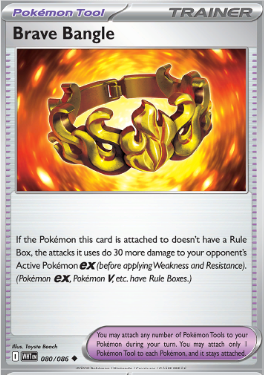 Pokémon Tool TRAINER
Brave Bangle
If the Pokémon this card is attached to doesn't have a Rule
Box, the attacks it uses do 30 more damage to your opponent's
Active Pokémon ex (before applying Weakness and Resistance).
(Pokémon ex, Pokémon V, etc. have Rule Boxes.)
Illus. Toyste Beach
WHT EN 080/086
You may attach any number of Pokémon Tools to your
Pokémon during your turn. You may attach only 1
Pokémon Tool to each Pokémon, and it stays attached.